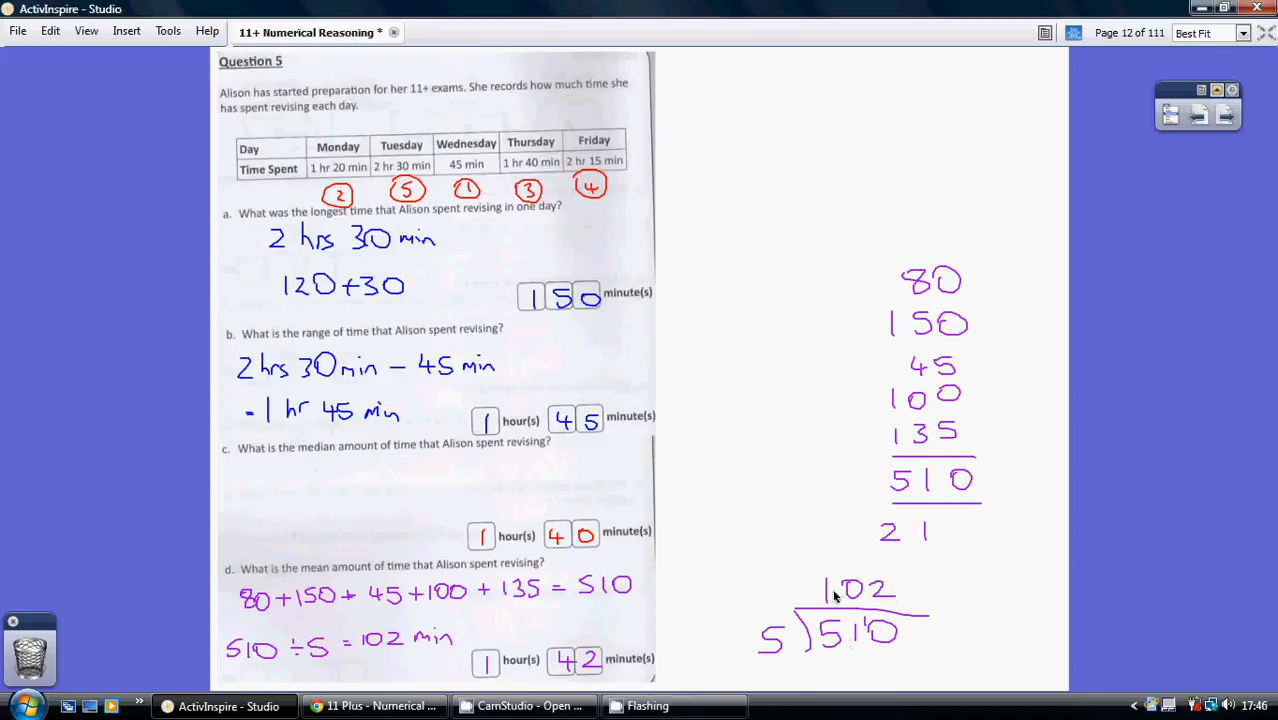 ActivInspire - Studio
File Edit View Insert Tools Help 11+ Numerical Reasoning * Page 12 of 111 Best Fit
Question 5
Alison has started preparation for her 11+ exams. She records how much time she
has spent revising each day.
Day Monday Tuesday Wednesday Thursday Friday
Time Spent 1 hr 20 min 2 hr 30 min 45 min 1 hr 40 min 2 hr 15 min
2 5 1 3 4
a. What was the longest time that Alison spent revising in one day?
2 hrs 30 min
120+30
150 minute(s)
b. What is the range of time that Alison spent revising?
2 hrs 30 min - 45 min
= 1 hr 45 min
1 hour(s) 45 minute(s)
c. What is the median amount of time that Alison spent revising?
1 hour(s) 40 minute(s)
d. What is the mean amount of time that Alison spent revising?
80+150+45+100+135=510
510÷5=102 min
1 hour(s) 42 minute(s)
80
150
45
100
135
510
2 1
102
5)510
Start ActivInspire - Studio 11 Plus - Numerical ... CamStudio - Open ... Flashing 17:46